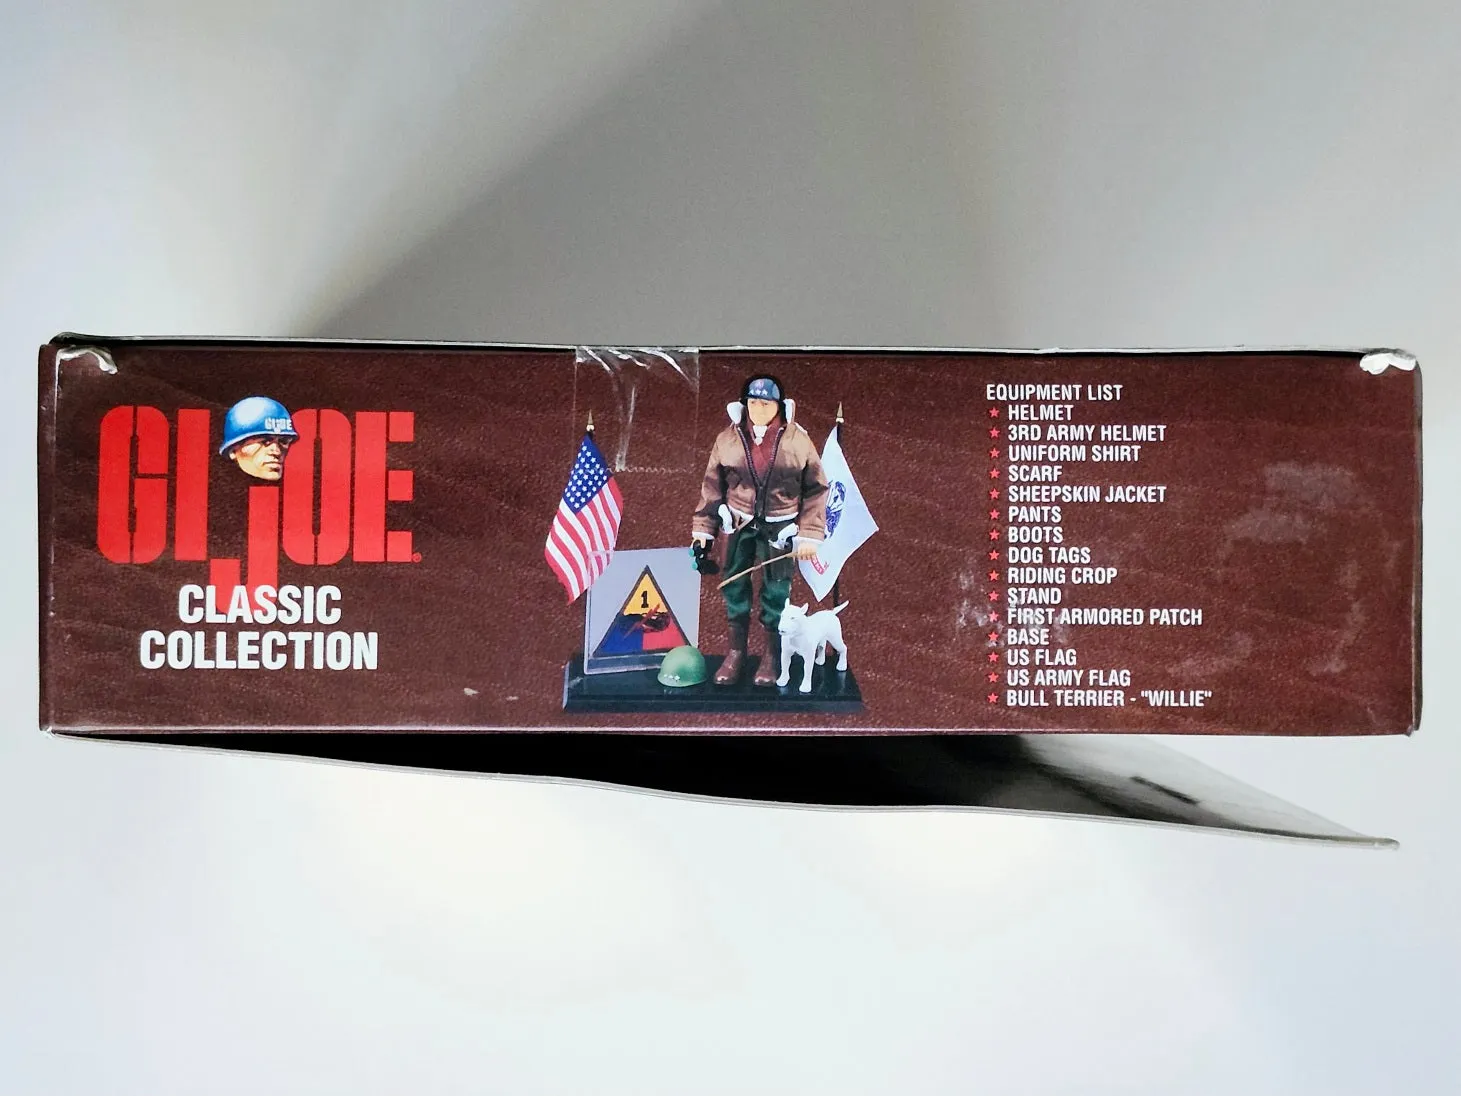 GI JOE
CLASSIC
COLLECTION
1
EQUIPMENT LIST
HELMET
3RD ARMY HELMET
UNIFORM SHIRT
SCARF
SHEEPSKIN JACKET
PANTS
BOOTS
DOG TAGS
RIDING CROP
STAND
FIRST ARMORED PATCH
BASE
US FLAG
US ARMY FLAG
BULL TERRIER - "WILLIE"